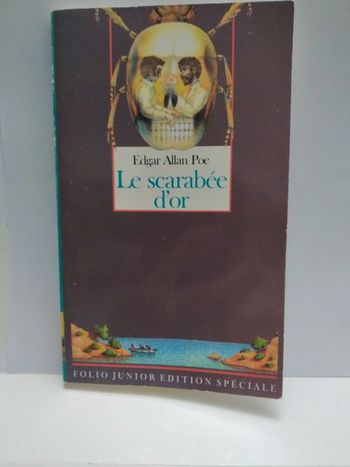 Edgar Allan Poe
Le scarabée
d'or
FOLIO JUNIOR EDITION SPÉCIALE